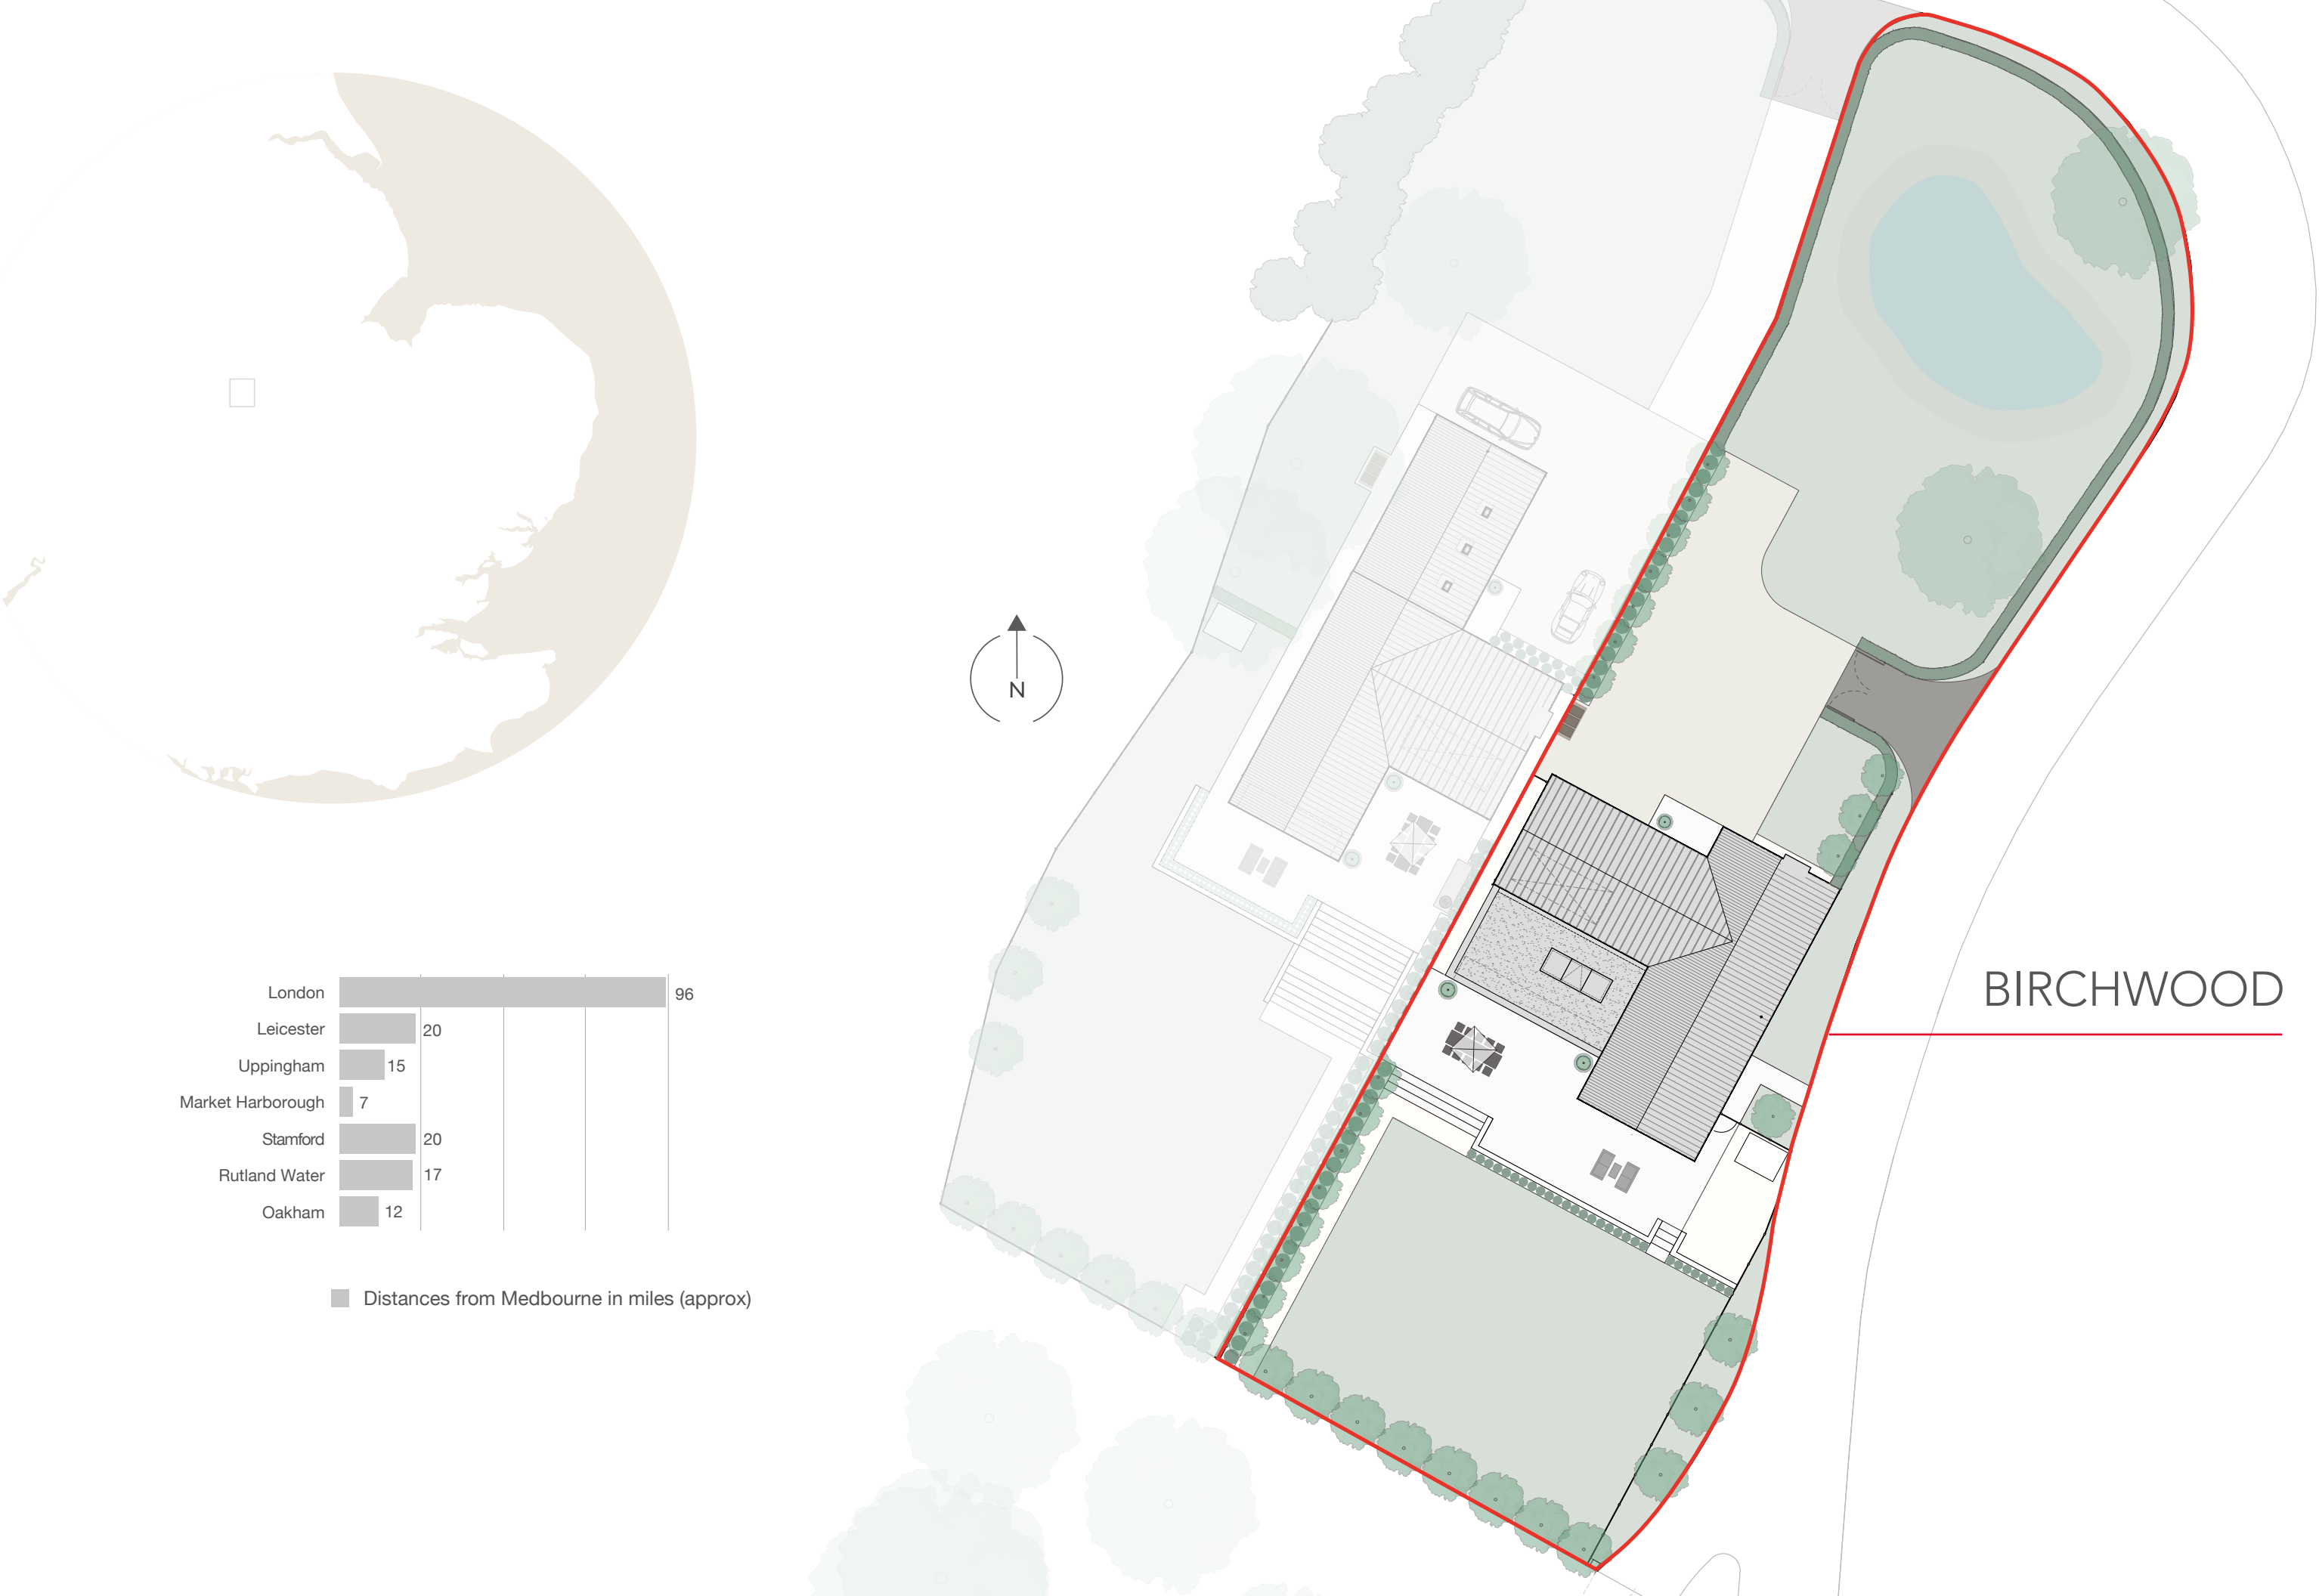 N
BIRCHWOOD
London 96
Leicester 20
Uppingham 15
Market Harborough 7
Stamford 20
Rutland Water 17
Oakham 12
Distances from Medbourne in miles (approx)